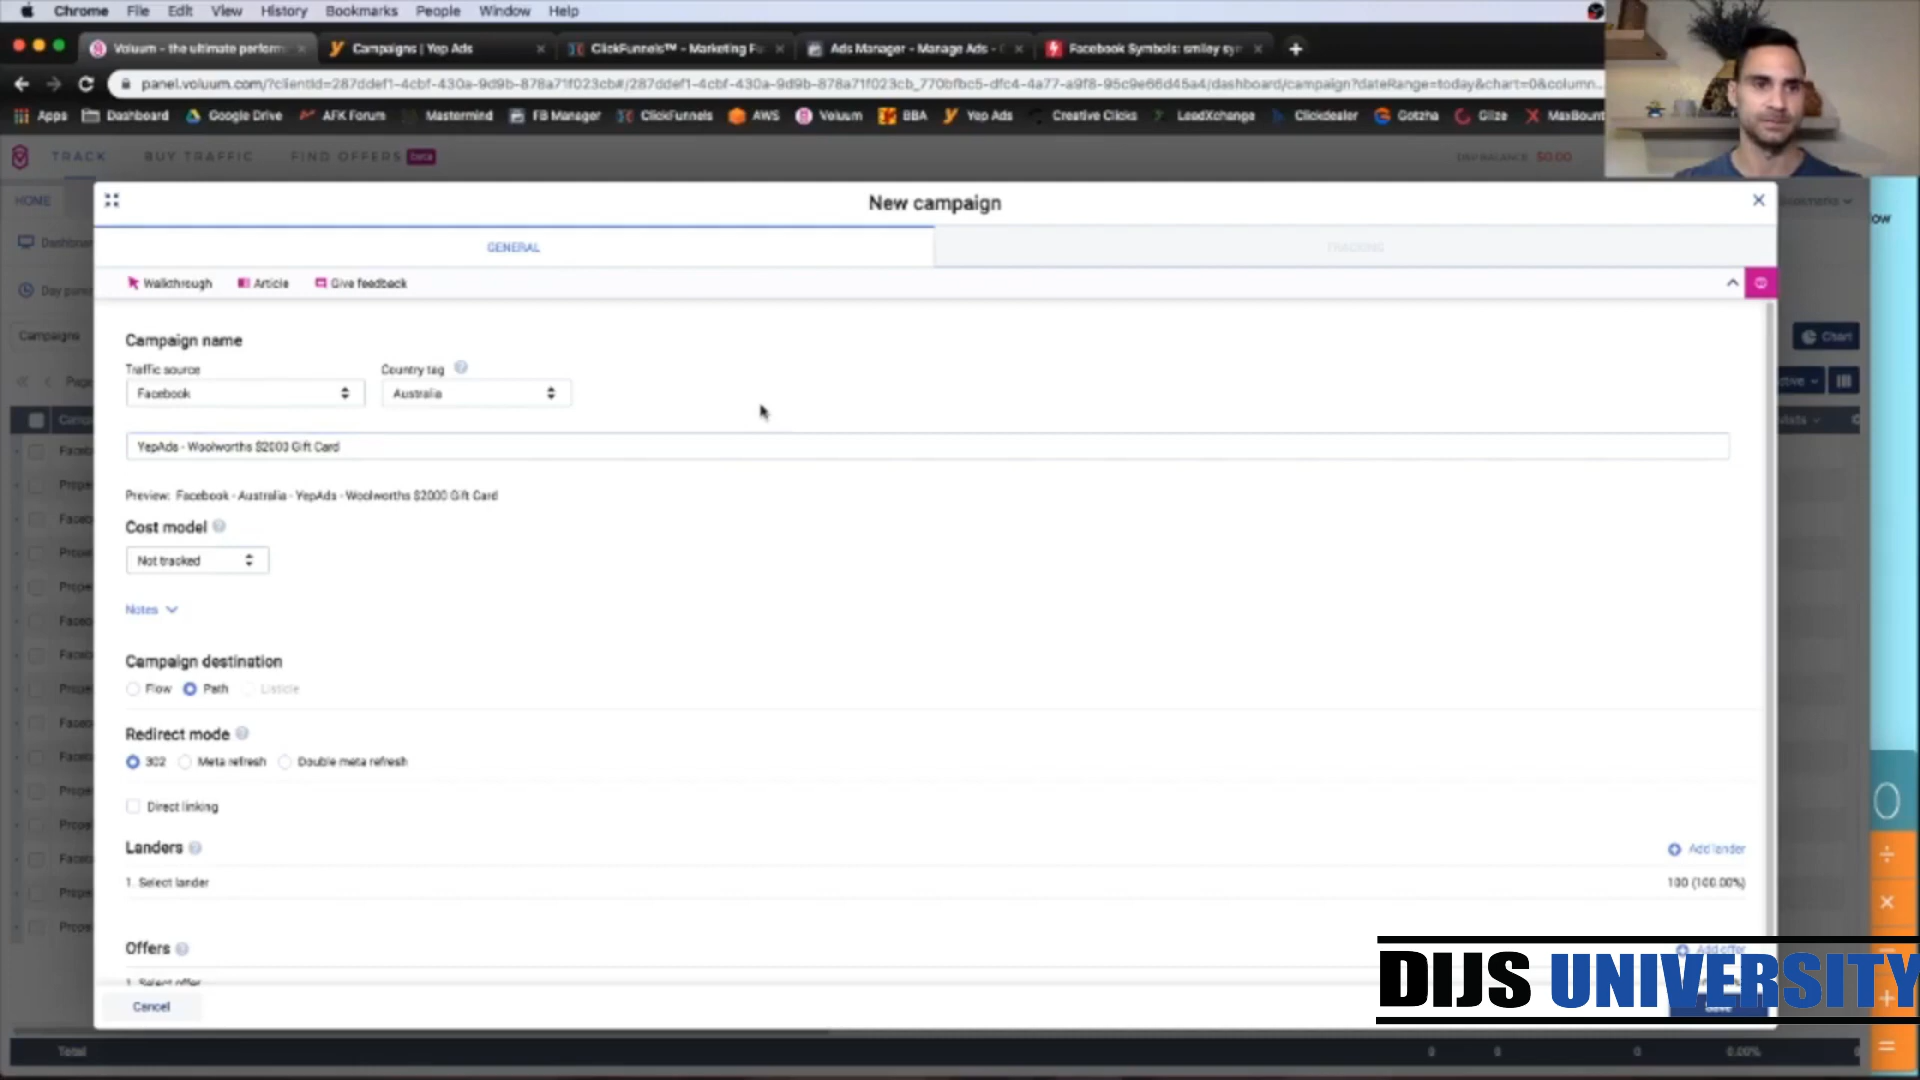 Chrome File Edit View History Bookmarks People Window Help
Voluum - the ultimate perform Campaigns | Yep Ads ClickFunnels™ - Marketing Fu Ads Manager - Manage Ads - Facebook Symbols: smiley sy
panel.voluum.com/?clientId=287ddef1-4cbf-430a-9d9b-878a71f023cb#/287ddef1-4cbf-430a-9d9b-878a71f023cb_770bfbc5-dfc4-4a77-a9f8-95c9e66d45a4/dashboard/campaign?dateRange=today&chart=0&column...
Apps Dashboard Google Drive AFK Forum Mastermind FB Manager ClickFunnels AWS Voluum BBA Yep Ads Creative Clicks LeadXchange Clickdealer Gotzha Glize MaxBount
TRACK BUY TRAFFIC FIND OFFERS beta DSP BALANCE $0.00
HOME
New campaign
GENERAL TRACKING
Walkthrough Article Give feedback
Campaigns
Campaign name
Chart
Traffic source Country tag
Facebook Australia
Page
YepAds - Woolworths $2000 Gift Card
Preview: Facebook - Australia - YepAds - Woolworths $2000 Gift Card
Cost model
Not tracked
Notes
Campaign destination
Flow Path Listicle
Redirect mode
302 Meta refresh Double meta refresh
Direct linking
Landers Add lander
1. Select lander 100 (100.00%)
Offers Add offer
1. Select offer
Cancel Save
DIJS UNIVERSITY
Total 0 0 0 0.00%